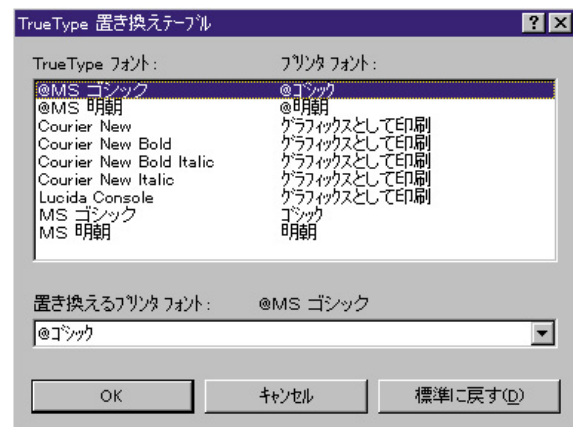 TrueType 置き換えテーブル
TrueType フォント: プリンタ フォント:
@MS ゴシック @ゴシック
@MS 明朝 @明朝
Courier New グラフィックスとして印刷
Courier New Bold グラフィックスとして印刷
Courier New Bold Italic グラフィックスとして印刷
Courier New Italic グラフィックスとして印刷
Lucida Console グラフィックスとして印刷
MS ゴシック ゴシック
MS 明朝 明朝
置き換えるプリンタ フォント: @MS ゴシック
@ゴシック
OK キャンセル 標準に戻す(D)